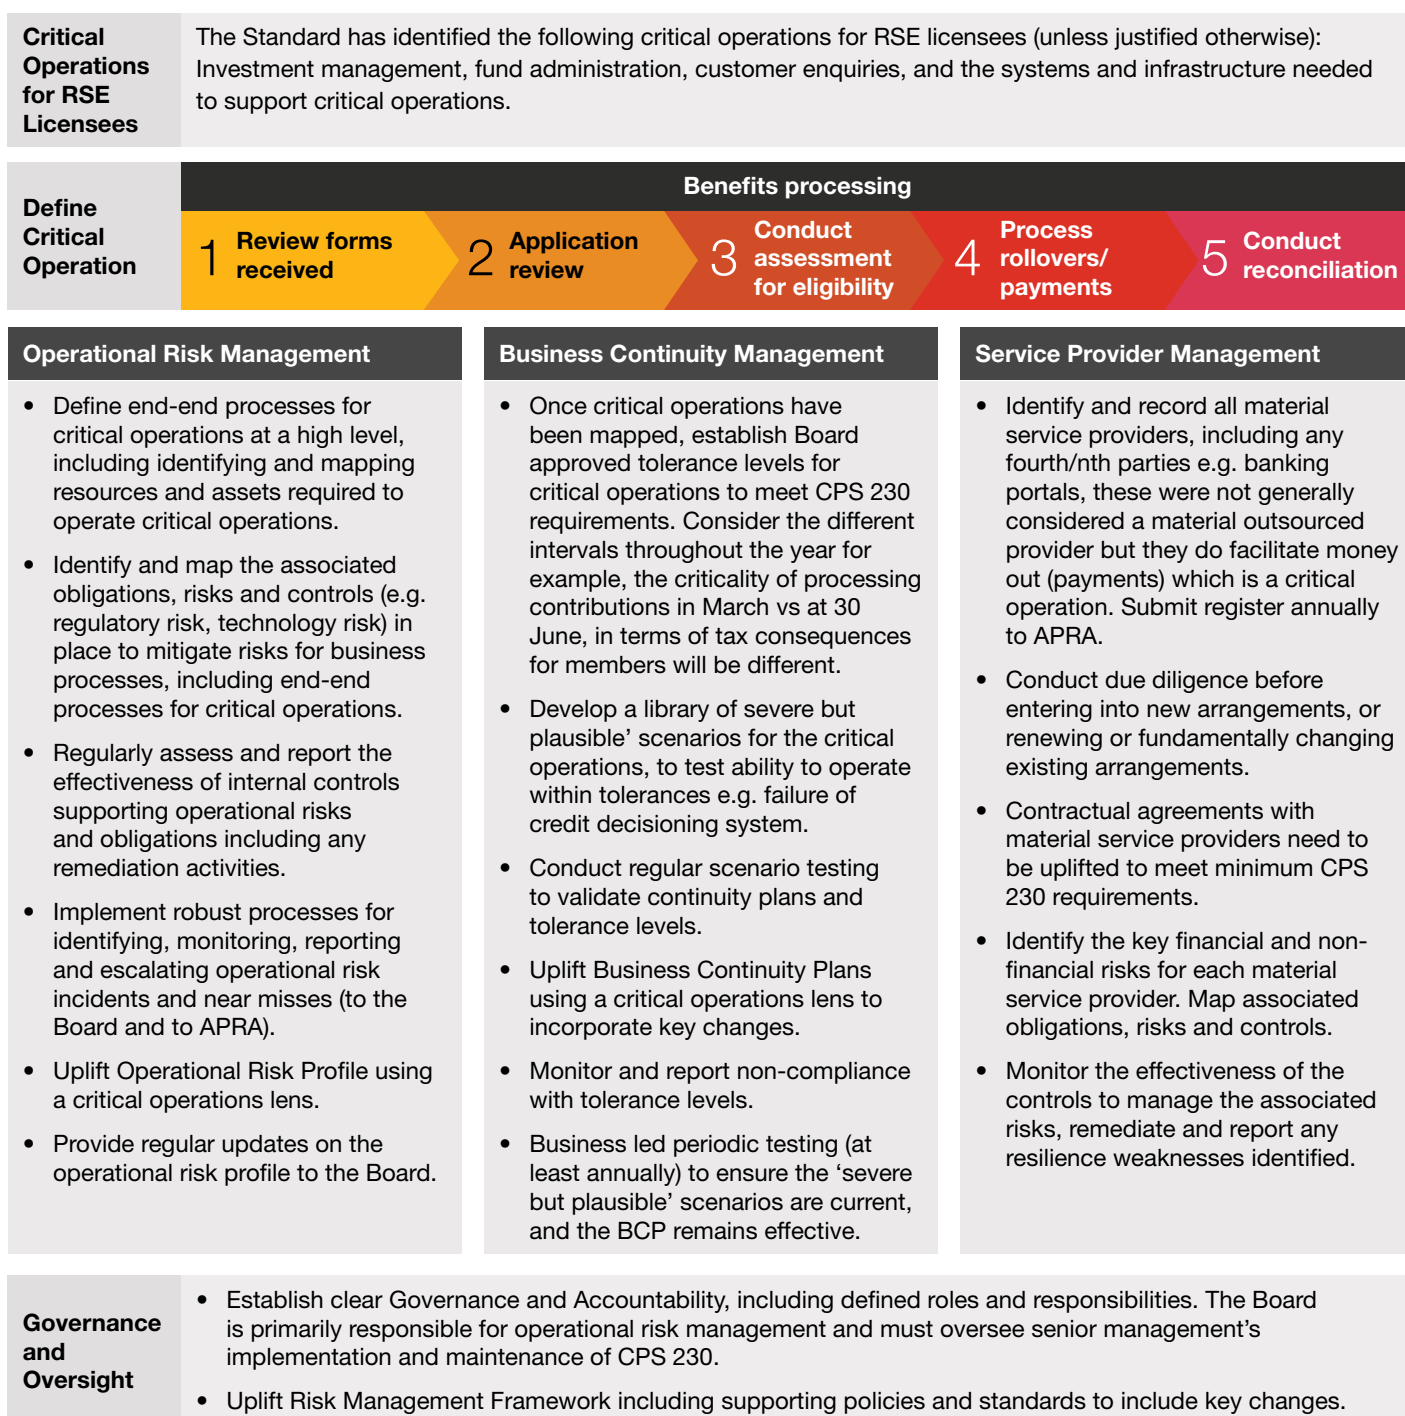 Critical
Operations
for RSE
Licensees
The Standard has identified the following critical operations for RSE licensees (unless justified otherwise):
Investment management, fund administration, customer enquiries, and the systems and infrastructure needed
to support critical operations.
Define
Critical
Operation
Benefits processing
1 Review forms
received
2 Application
review
3 Conduct
assessment
for eligibility
4 Process
rollovers/
payments
5 Conduct
reconciliation
Operational Risk Management
• Define end-end processes for
critical operations at a high level,
including identifying and mapping
resources and assets required to
operate critical operations.
• Identify and map the associated
obligations, risks and controls (e.g.
regulatory risk, technology risk) in
place to mitigate risks for business
processes, including end-end
processes for critical operations.
• Regularly assess and report the
effectiveness of internal controls
supporting operational risks
and obligations including any
remediation activities.
• Implement robust processes for
identifying, monitoring, reporting
and escalating operational risk
incidents and near misses (to the
Board and to APRA).
• Uplift Operational Risk Profile using
a critical operations lens.
• Provide regular updates on the
operational risk profile to the Board.
Business Continuity Management
• Once critical operations have
been mapped, establish Board
approved tolerance levels for
critical operations to meet CPS 230
requirements. Consider the different
intervals throughout the year for
example, the criticality of processing
contributions in March vs at 30
June, in terms of tax consequences
for members will be different.
• Develop a library of severe but
plausible’ scenarios for the critical
operations, to test ability to operate
within tolerances e.g. failure of
credit decisioning system.
• Conduct regular scenario testing
to validate continuity plans and
tolerance levels.
• Uplift Business Continuity Plans
using a critical operations lens to
incorporate key changes.
• Monitor and report non-compliance
with tolerance levels.
• Business led periodic testing (at
least annually) to ensure the ‘severe
but plausible’ scenarios are current,
and the BCP remains effective.
Service Provider Management
• Identify and record all material
service providers, including any
fourth/nth parties e.g. banking
portals, these were not generally
considered a material outsourced
provider but they do facilitate money
out (payments) which is a critical
operation. Submit register annually
to APRA.
• Conduct due diligence before
entering into new arrangements, or
renewing or fundamentally changing
existing arrangements.
• Contractual agreements with
material service providers need to
be uplifted to meet minimum CPS
230 requirements.
• Identify the key financial and non-
financial risks for each material
service provider. Map associated
obligations, risks and controls.
• Monitor the effectiveness of the
controls to manage the associated
risks, remediate and report any
resilience weaknesses identified.
Governance
and
Oversight
• Establish clear Governance and Accountability, including defined roles and responsibilities. The Board
is primarily responsible for operational risk management and must oversee senior management’s
implementation and maintenance of CPS 230.
• Uplift Risk Management Framework including supporting policies and standards to include key changes.